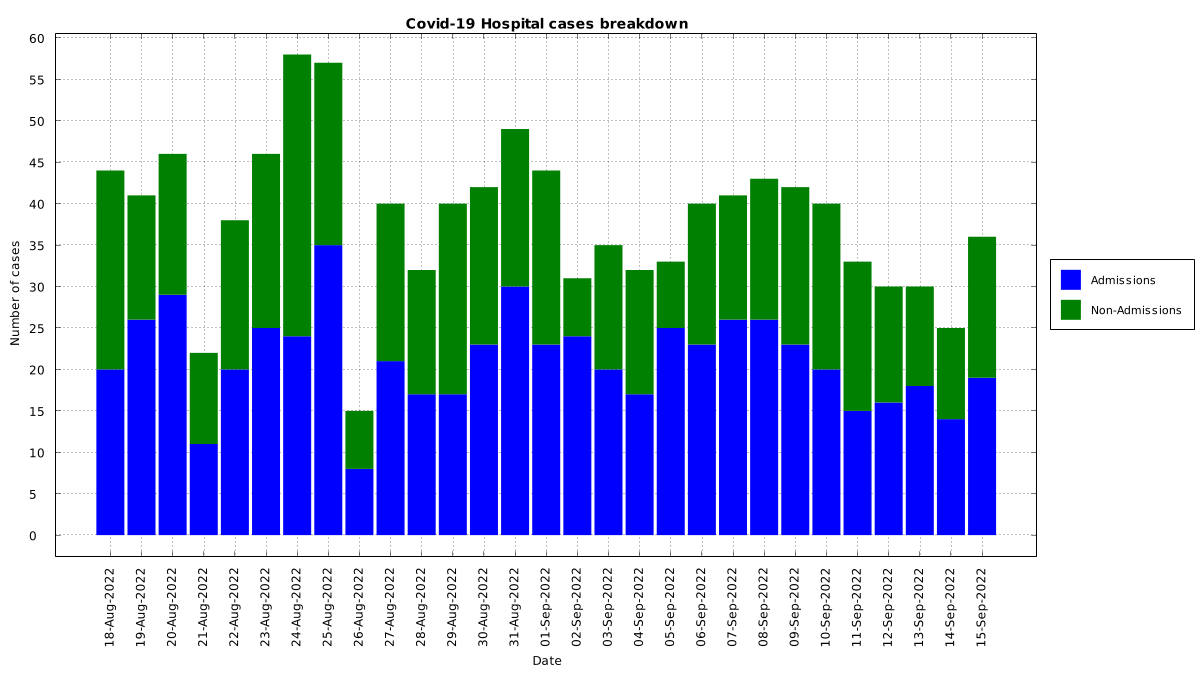 Covid-19 Hospital cases breakdown
60
55
50
45
40
35
30
25
20
15
10
5
0
Number of cases
18-Aug-2022
19-Aug-2022
20-Aug-2022
21-Aug-2022
22-Aug-2022
23-Aug-2022
24-Aug-2022
25-Aug-2022
26-Aug-2022
27-Aug-2022
28-Aug-2022
29-Aug-2022
30-Aug-2022
31-Aug-2022
01-Sep-2022
02-Sep-2022
03-Sep-2022
04-Sep-2022
05-Sep-2022
06-Sep-2022
07-Sep-2022
08-Sep-2022
09-Sep-2022
10-Sep-2022
11-Sep-2022
12-Sep-2022
13-Sep-2022
14-Sep-2022
15-Sep-2022
Date
Admissions
Non-Admissions